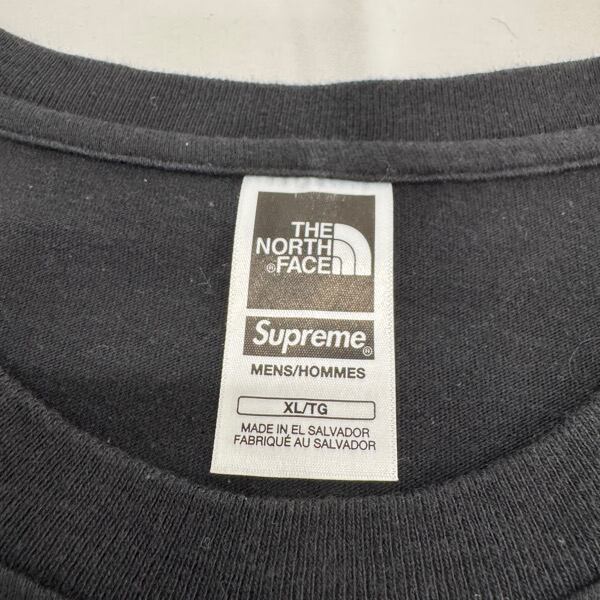 THE
NORTH
®FACE
Supreme®
MENS/HOMMES
XL/TG
MADE IN EL SALVADOR
FABRIQUÉ AU SALVADOR